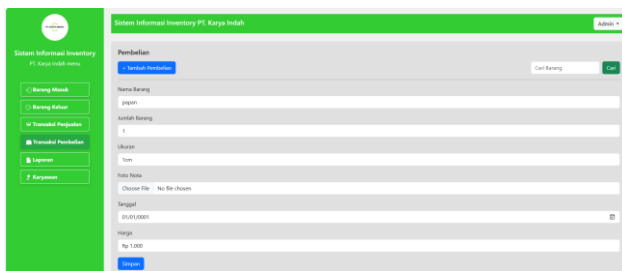 Sistem Informasi Inventory PT. Karya Indah
Admin
Sistem Informasi Inventory
PT. Karya Indah menu
Barang Masuk
Barang Keluar
Transaksi Penjualan
Transaksi Pembelian
Laporan
Karyawan
Pembelian
+ Tambah Pembelian
Cari Barang
Cari
Nama Barang
papan
Jumlah Barang
1
Ukuran
1cm
Foto Nota
Choose File No file chosen
Tanggal
01/01/0001
Harga
Rp 1.000
Simpan